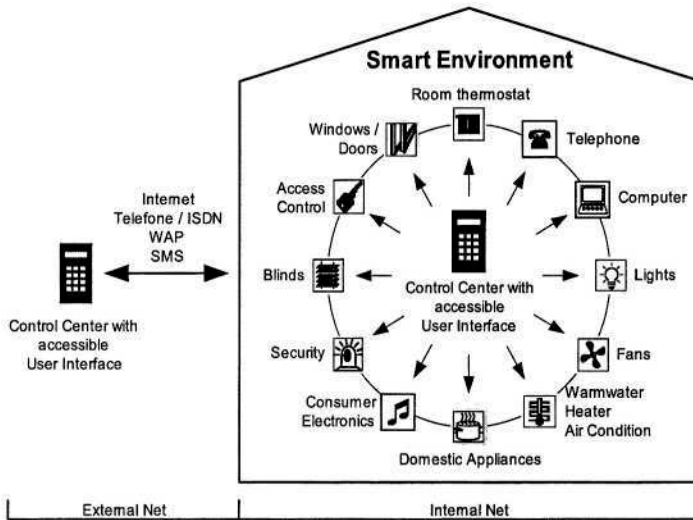 Smart Environment
Room thermostat
Windows /
Doors
Telephone
Access
Control
Computer
Internet
Telefone / ISDN
WAP
SMS
Blinds
Lights
Control Center with
accessible
User Interface
Control Center with
accessible
User Interface
Security
Fans
Consumer
Electronics
Warmwater
Heater
Air Condition
Domestic Appliances
External Net
Internal Net